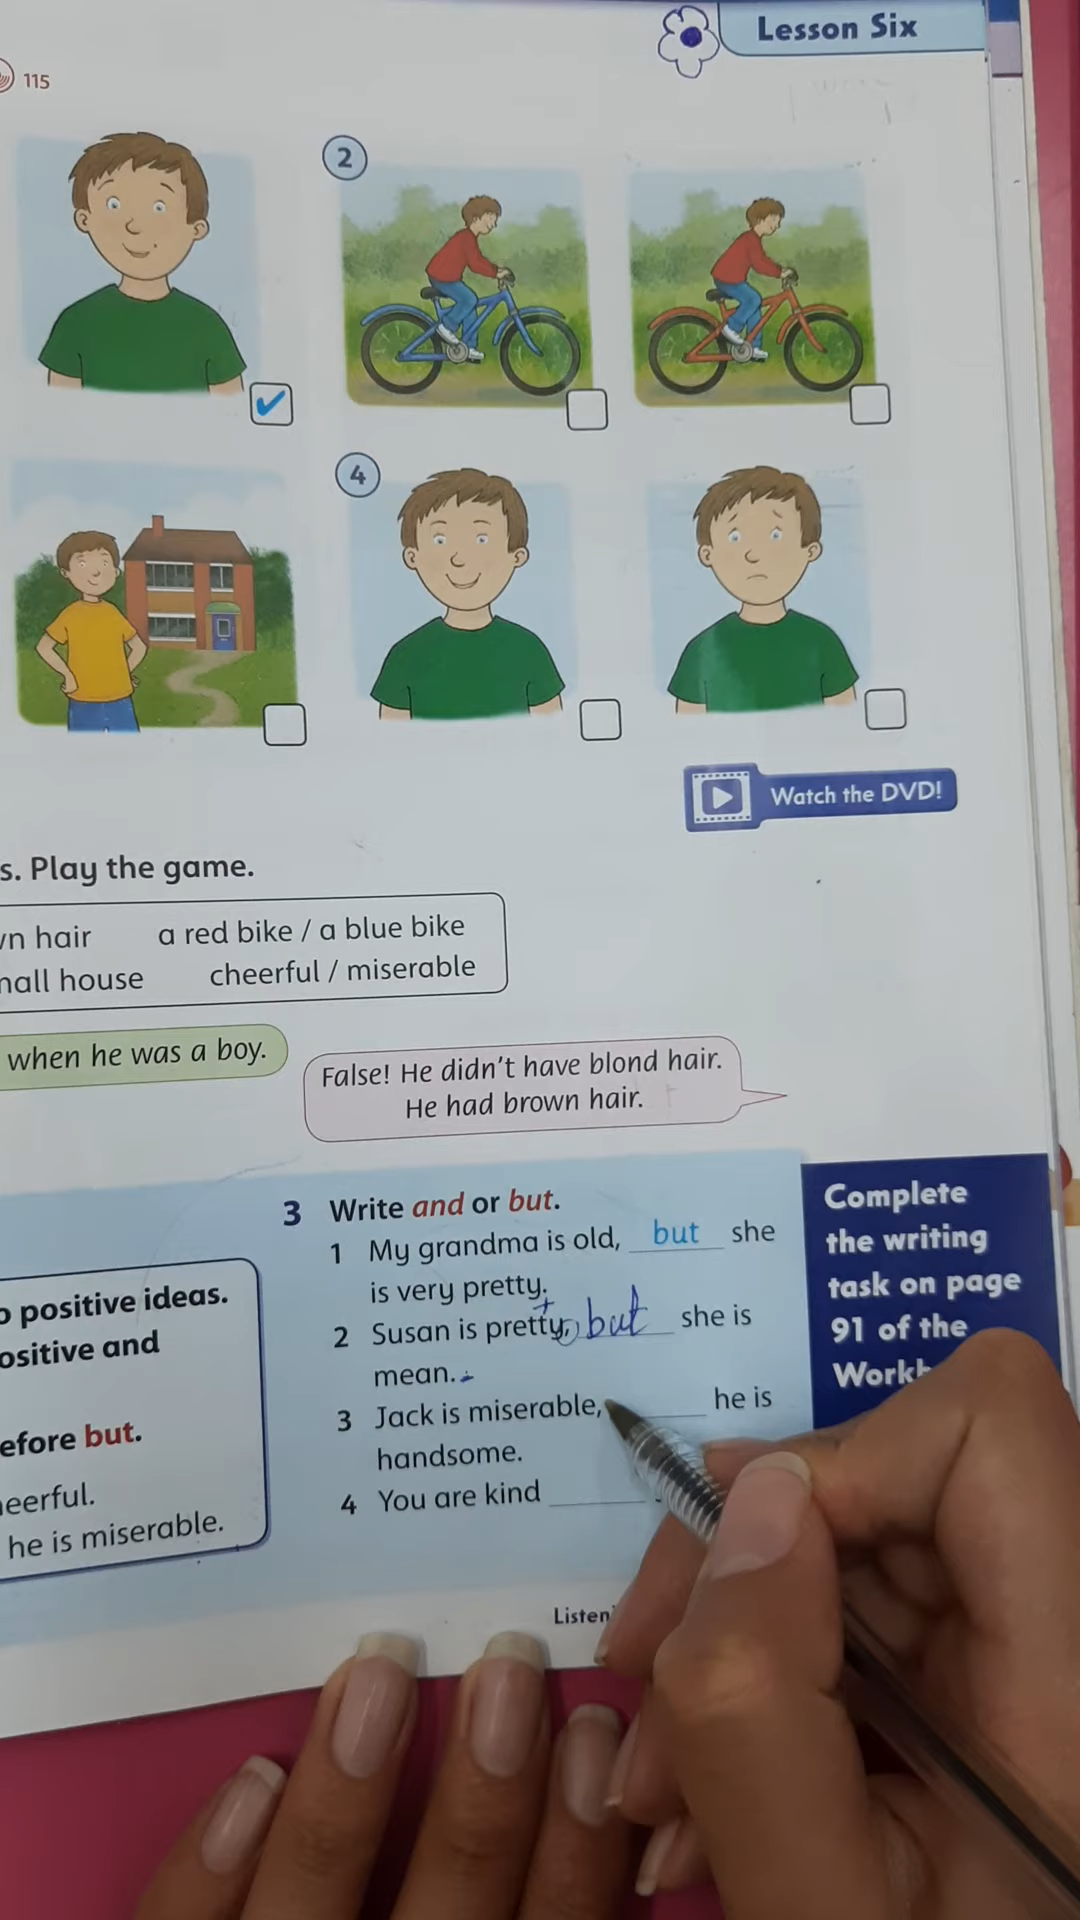 Lesson Six
115
2
4
Watch the DVD!
s. Play the game.
hair a red bike / a blue bike
house cheerful / miserable
when he was a boy.
False! He didn't have blond hair.
He had brown hair.
3 Write and or but.
1 My grandma is old, but she
is very pretty.
2 Susan is pretty, but she is
mean.
3 Jack is miserable, ______ he is
handsome.
4 You are kind ______
positive ideas.
and
but.
he is miserable.
Complete
the writing
task on page
91 of the
Listen